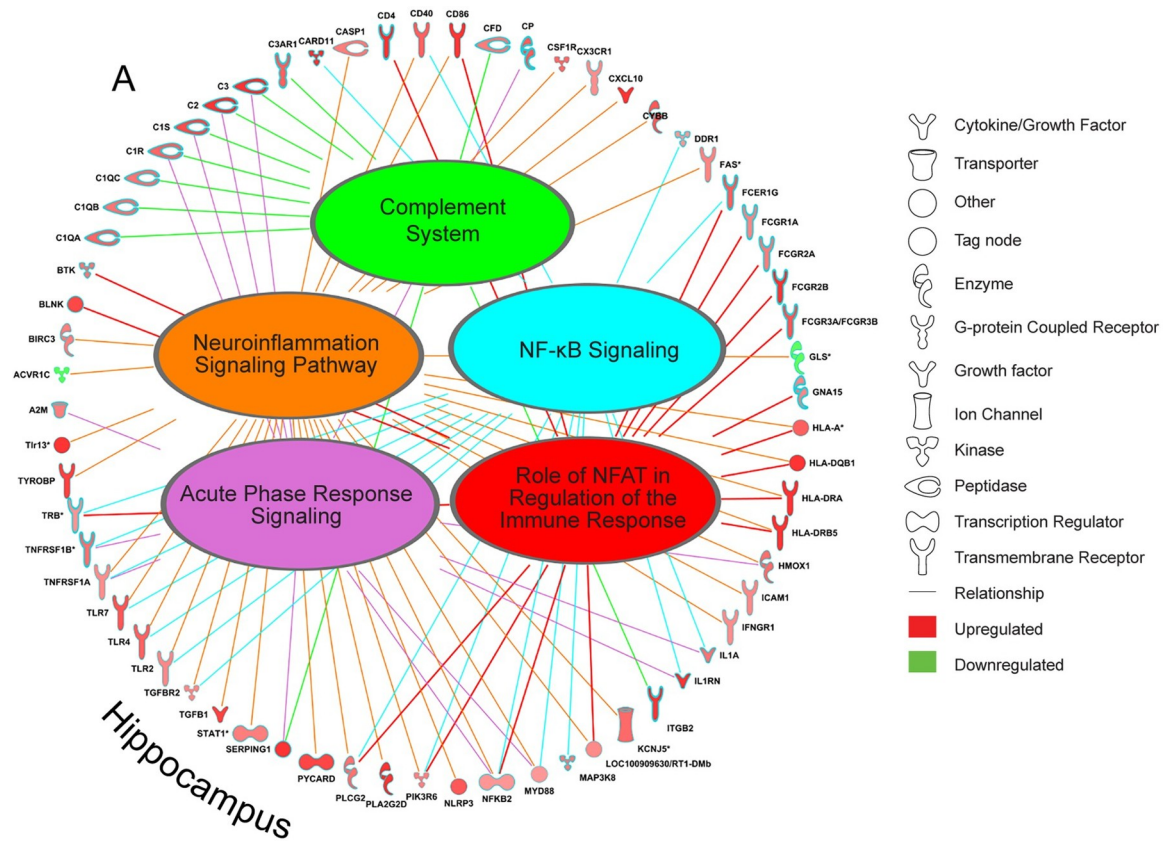 A
CD4
CD40
CD86
CFD
CP
CSF1R
CX3CR1
CXCL10
CYBB
DDR1
FAS*
FCER1G
FCGR1A
FCGR2A
FCGR2B
FCGR3A/FCGR3B
GLS*
GNA15
HLA-A*
HLA-DQB1
HLA-DRA
HLA-DRB5
HMOX1
ICAM1
IFNGR1
IL1A
IL1RN
ITGB2
KCNJ5*
LOC100909630/RT1-DMb
MAP3K8
MYD88
NFKB2
NLRP3
PIK3R6
PLA2G2D
PLCG2
PYCARD
SERPING1
STAT1*
TGFB1
TGFBR2
TLR2
TLR4
TLR7
TNFRSF1A
TNFRSF1B*
TRB*
TYROBP
Tlr13*
A2M
ACVR1C
BIRC3
BLNK
BTK
C1QA
C1QB
C1QC
C1R
C1S
C2
C3
C3AR1
CARD11
CASP1
Complement
System
Neuroinflammation
Signaling Pathway
NF-κB Signaling
Acute Phase Response
Signaling
Role of NFAT in
Regulation of the
Immune Response
Hippocampus
Cytokine/Growth Factor
Transporter
Other
Tag node
Enzyme
G-protein Coupled Receptor
Growth factor
Ion Channel
Kinase
Peptidase
Transcription Regulator
Transmembrane Receptor
Relationship
Upregulated
Downregulated